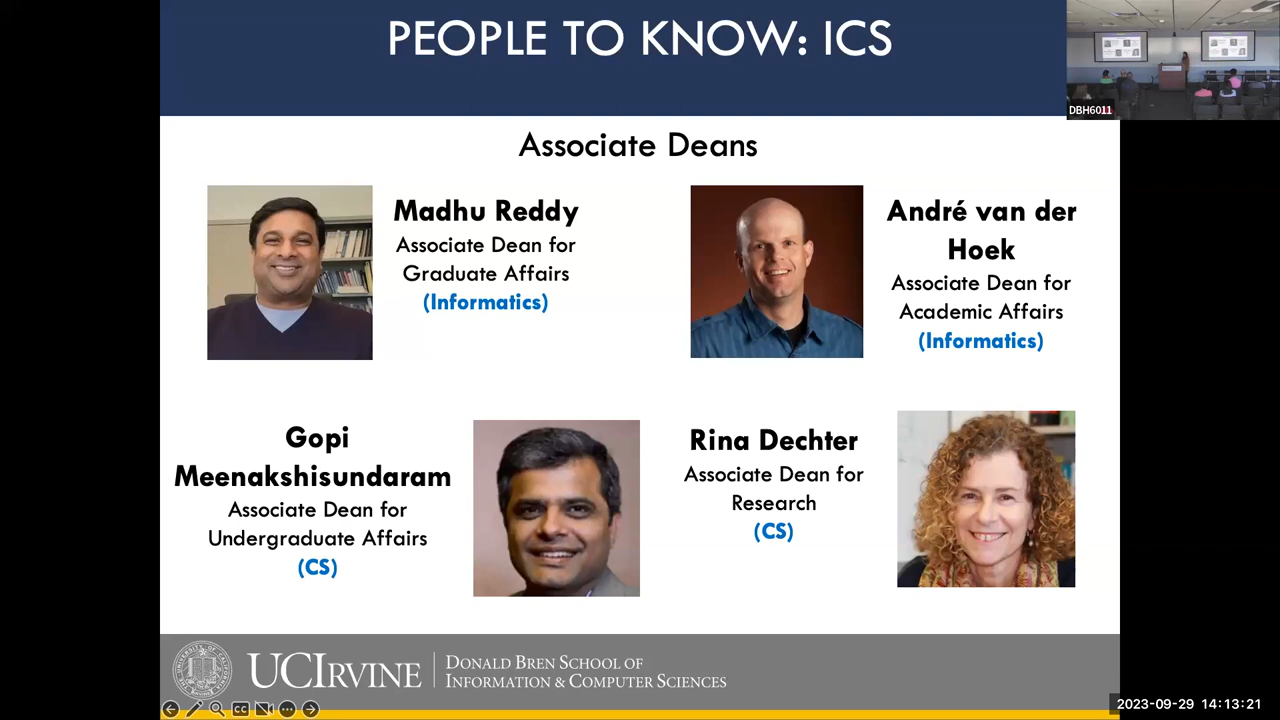 PEOPLE TO KNOW: ICS
DBH6011
Associate Deans
Madhu Reddy
Associate Dean for
Graduate Affairs
(Informatics)
André van der
Hoek
Associate Dean for
Academic Affairs
(Informatics)
Gopi
Meenakshisundaram
Associate Dean for
Undergraduate Affairs
(CS)
Rina Dechter
Associate Dean for
Research
(CS)
UCIRVINE
DONALD BREN SCHOOL OF
INFORMATION & COMPUTER SCIENCES
CC
2023-09-29 14:13:21